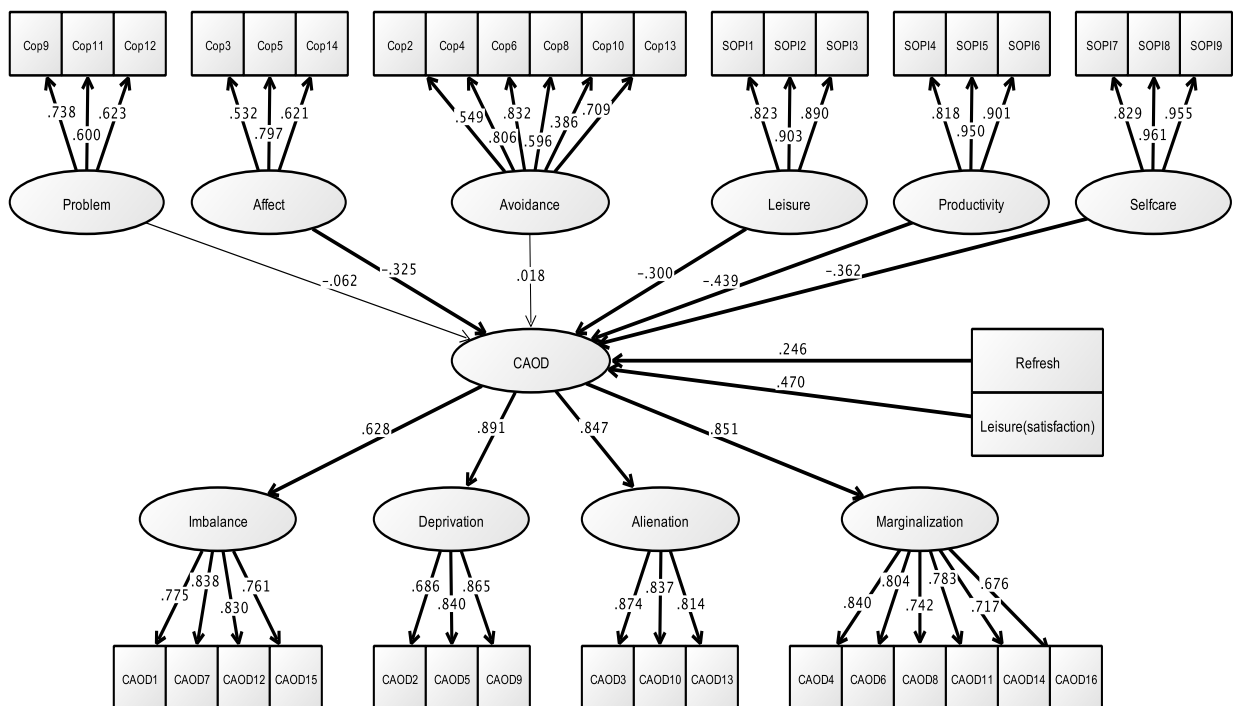 Cop9 Cop11 Cop12 Cop3 Cop5 Cop14 Cop2 Cop4 Cop6 Cop8 Cop10 Cop13 SOPI1 SOPI2 SOPI3 SOPI4 SOPI5 SOPI6 SOPI7 SOPI8 SOPI9
.738 .600 .623 .532 .797 .621 .549 .806 .832 .596 .386 .709 .823 .903 .890 .818 .950 .901 .829 .961 .955
Problem Affect Avoidance Leisure Productivity Selfcare
-.062 -.325 .018 -.300 -.439 -.362
CAOD
.246
Refresh
.470
Leisure(satisfaction)
.628 .891 .847 .851
Imbalance Deprivation Alienation Marginalization
.775 .838 .830 .761 .686 .840 .865 .874 .837 .814 .840 .804 .742 .783 .717 .676
CAOD1 CAOD7 CAOD12 CAOD15 CAOD2 CAOD5 CAOD9 CAOD3 CAOD10 CAOD13 CAOD4 CAOD6 CAOD8 CAOD11 CAOD14 CAOD16